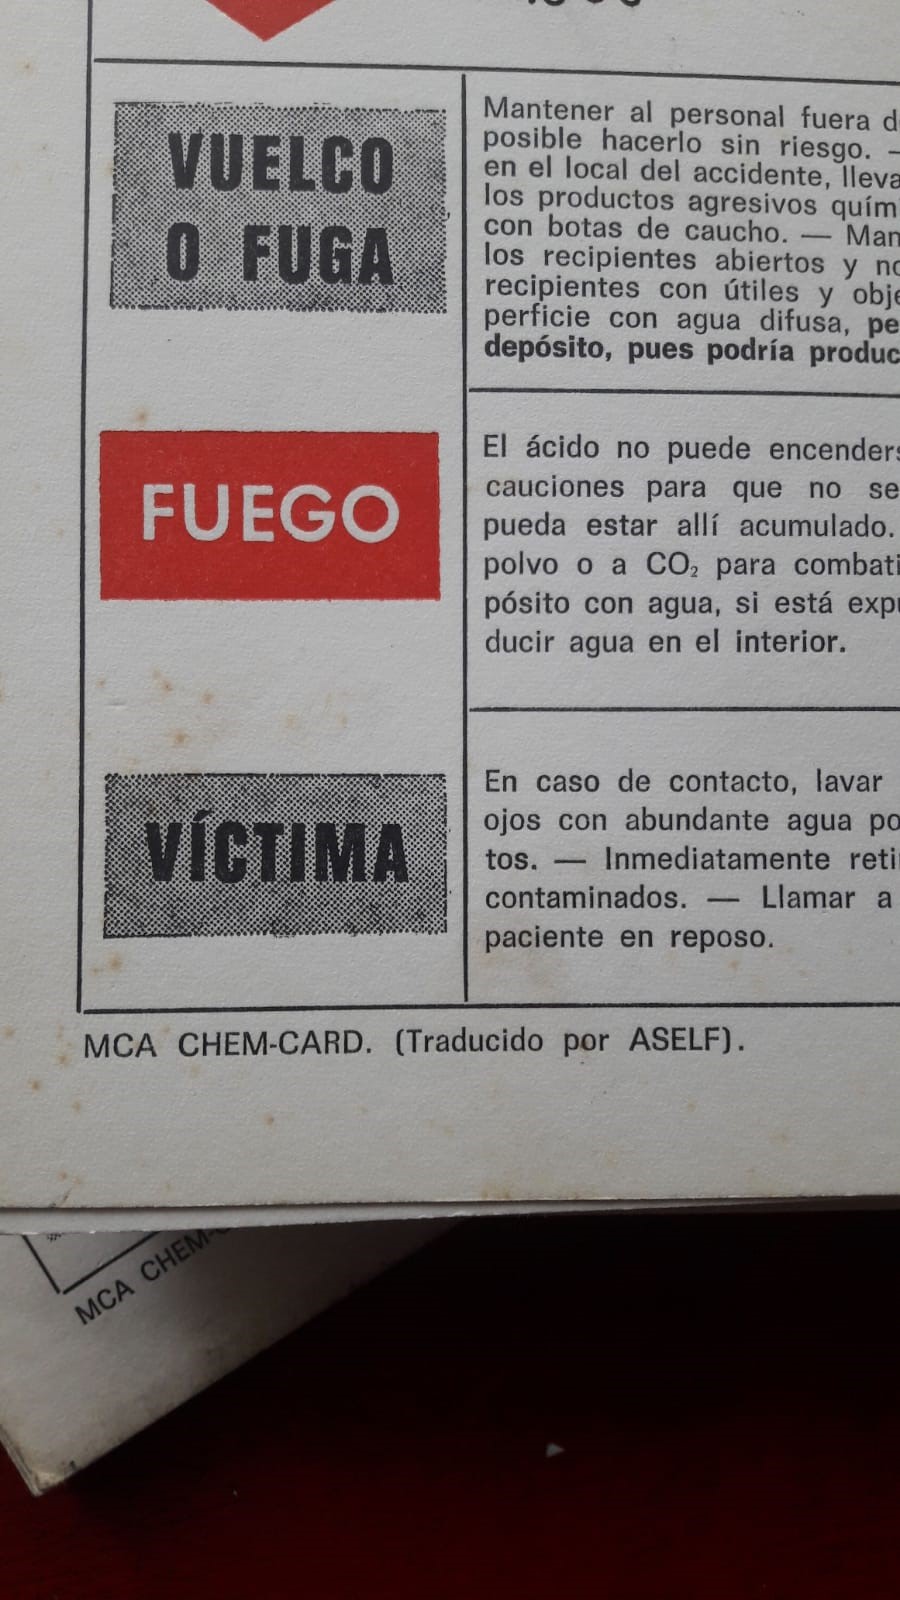 VUELCO
O FUGA
Mantener al personal fuera d
posible hacerlo sin riesgo. —
en el local del accidente, lleva
los productos agresivos quím
con botas de caucho. — Man
los recipientes abiertos y no
recipientes con útiles y obje
perficie con agua difusa, pe
depósito, pues podría produc
FUEGO
El ácido no puede encenders
cauciones para que no se
pueda estar allí acumulado.
polvo o a CO₂ para combati
pósito con agua, si está expu
ducir agua en el interior.
VÍCTIMA
En caso de contacto, lavar
ojos con abundante agua po
tos. — Inmediatamente reti
contaminados. — Llamar a
paciente en reposo.
MCA CHEM-CARD. (Traducido por ASELF).
MCA CHEM-